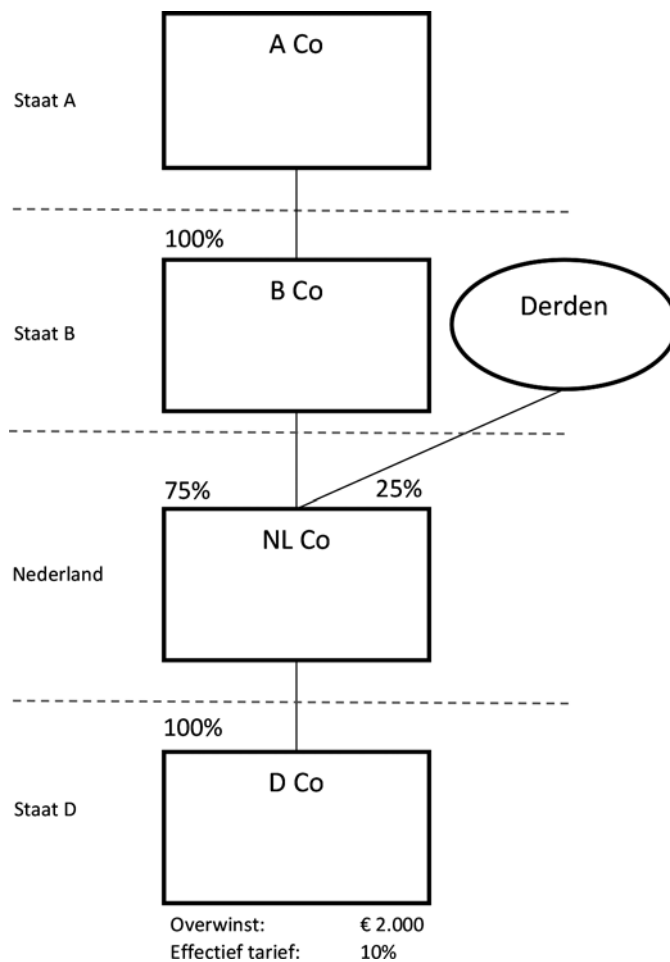 A Co
Staat A
100%
B Co
Derden
Staat B
75%
25%
NL Co
Nederland
100%
D Co
Staat D
Overwinst: € 2.000
Effectief tarief: 10%